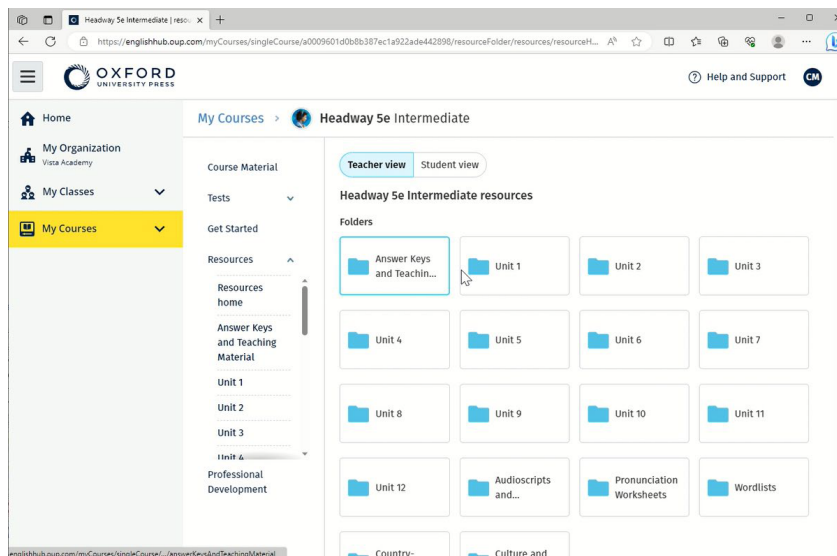 Headway 5e Intermediate | reso
https://englishhub.oup.com/myCourses/singleCourse/a0009601d0b8b387ec1a922ade442898/resourceFolder/resources/resourceH...
OXFORD
UNIVERSITY PRESS
Help and Support
CM
Home
My Organization
Vista Academy
My Classes
My Courses
My Courses > Headway 5e Intermediate
Course Material
Tests
Get Started
Resources
Resources
home
Answer Keys
and Teaching
Material
Unit 1
Unit 2
Unit 3
Unit 4
Professional
Development
Teacher view
Student view
Headway 5e Intermediate resources
Folders
Answer Keys
and Teachin...
Unit 1
Unit 2
Unit 3
Unit 4
Unit 5
Unit 6
Unit 7
Unit 8
Unit 9
Unit 10
Unit 11
Unit 12
Audioscripts
and...
Pronunciation
Worksheets
Wordlists
Country-
Culture and
englishhub.oup.com/myCourses/singleCourse/.../answerKeysAndTeachingMaterial